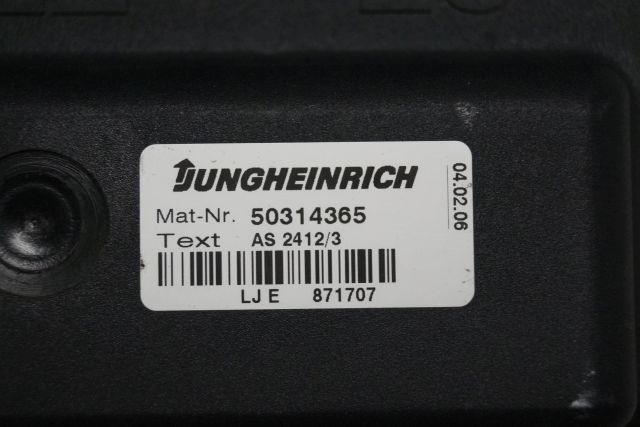 JUNGHEINRICH
Mat-Nr. 50314365
Text AS 2412/3
LJ E 871707
04.02.06